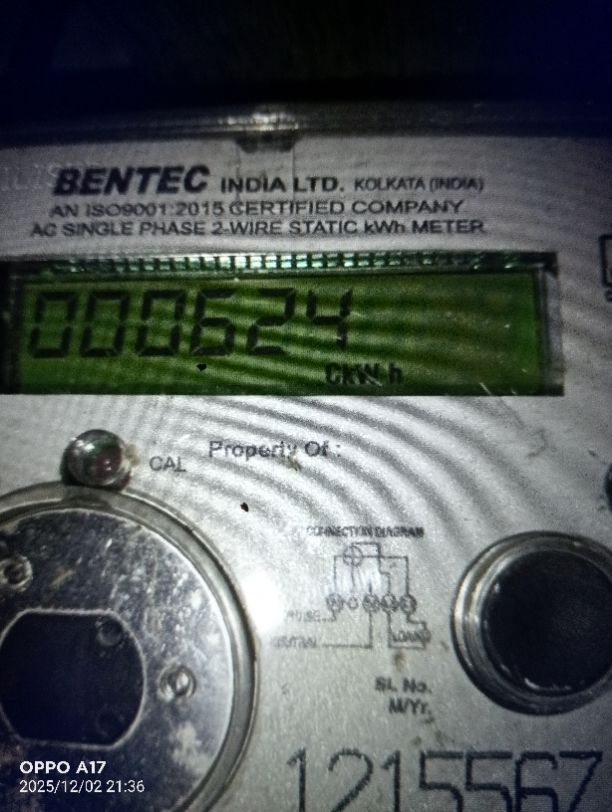 BENTEC INDIA LTD. KOLKATA (INDIA)
AN ISO9001:2015 CERTIFIED COMPANY
AC SINGLE PHASE 2-WIRE STATIC kWh METER
000624
CkWh
CAL
Property Of :
CONNECTION DIAGRAM
LOAD
SL. No.
M/Yr.
1215567
OPPO A17
2025/12/02 21:36